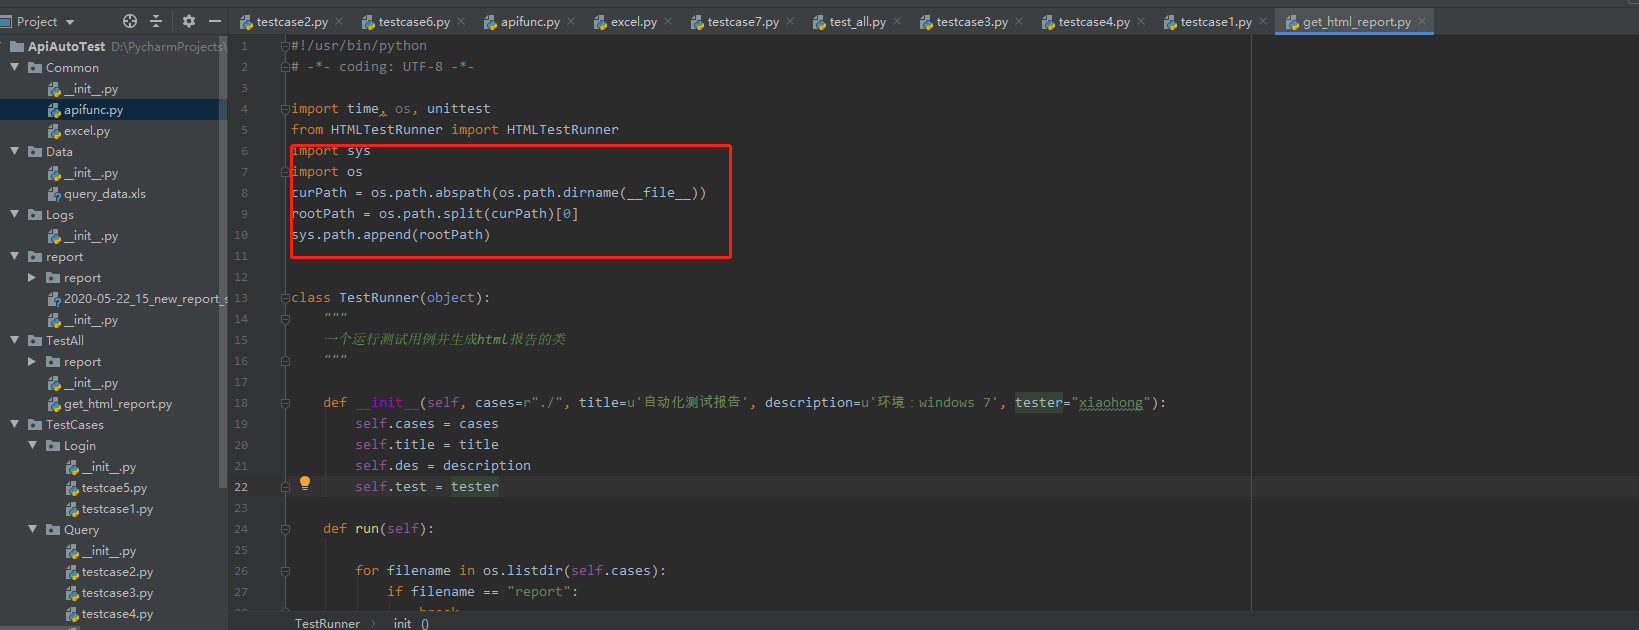 Project
testcase2.py
testcase6.py
apifunc.py
excel.py
testcase7.py
test_all.py
testcase3.py
testcase4.py
testcase1.py
get_html_report.py
ApiAutoTest D:\PycharmProjects\
Common
__init__.py
apifunc.py
excel.py
Data
__init__.py
query_data.xls
Logs
__init__.py
report
report
2020-05-22_15_new_report_s
__init__.py
TestAll
report
__init__.py
get_html_report.py
TestCases
Login
__init__.py
testcae5.py
testcase1.py
Query
__init__.py
testcase2.py
testcase3.py
testcase4.py
1 #!/usr/bin/python
2 # -*- coding: UTF-8 -*-
3
4 import time, os, unittest
5 from HTMLTestRunner import HTMLTestRunner
6 import sys
7 import os
8 curPath = os.path.abspath(os.path.dirname(__file__))
9 rootPath = os.path.split(curPath)[0]
10 sys.path.append(rootPath)
11
12
13 class TestRunner(object):
14 """
15 一个运行测试用例并生成html报告的类
16 """
17
18 def __init__(self, cases=r"./", title=u'自动化测试报告', description=u'环境：windows 7', tester="xiaohong"):
19 self.cases = cases
20 self.title = title
21 self.des = description
22 self.test = tester
23
24 def run(self):
25
26 for filename in os.listdir(self.cases):
27 if filename == "report":
TestRunner › init ()